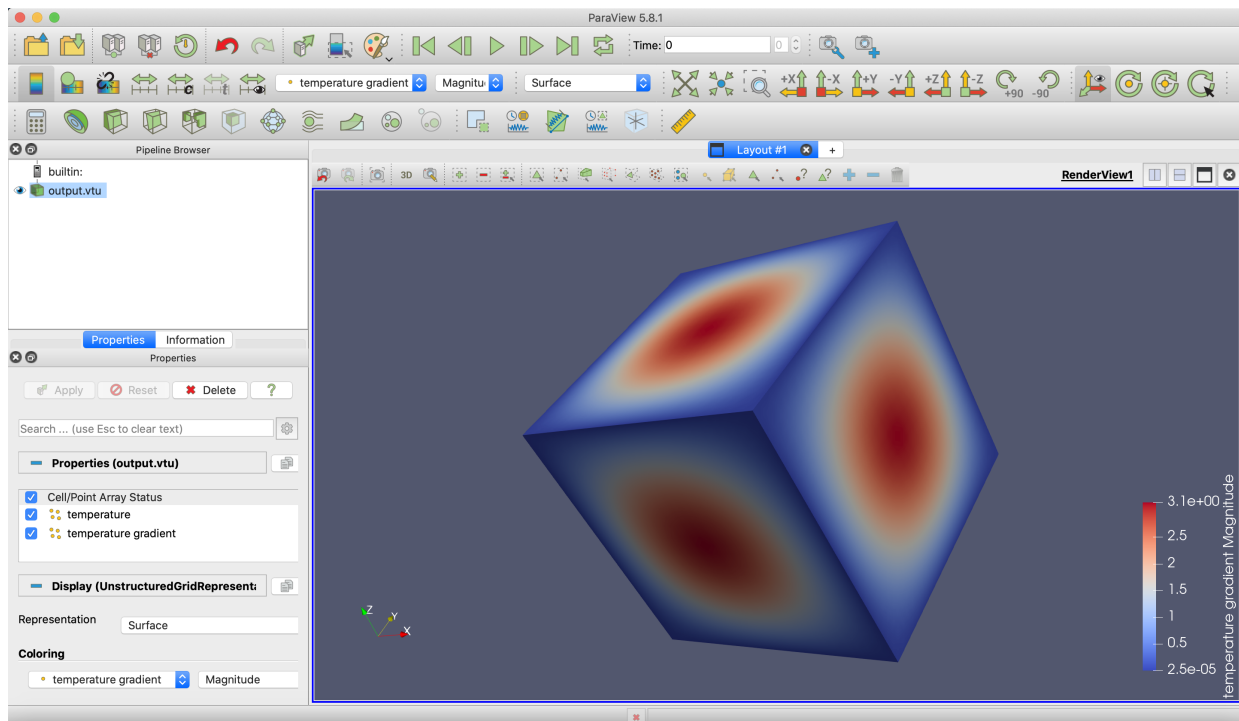 ParaView 5.8.1
Time: 0
0
temperature gradient
Magnitu
Surface
+X
-X
+Y
-Y
+Z
-Z
+90
-90
Pipeline Browser
builtin:
output.vtu
Layout #1
+
3D
RenderView1
Properties
Information
Properties
Apply
Reset
Delete
?
Search ... (use Esc to clear text)
Properties (output.vtu)
Cell/Point Array Status
temperature
temperature gradient
Display (UnstructuredGridRepresenta
Representation
Surface
Coloring
temperature gradient
Magnitude
Z
Y
X
3.1e+00
2.5
2
1.5
1
0.5
2.5e-05
temperature gradient Magnitude